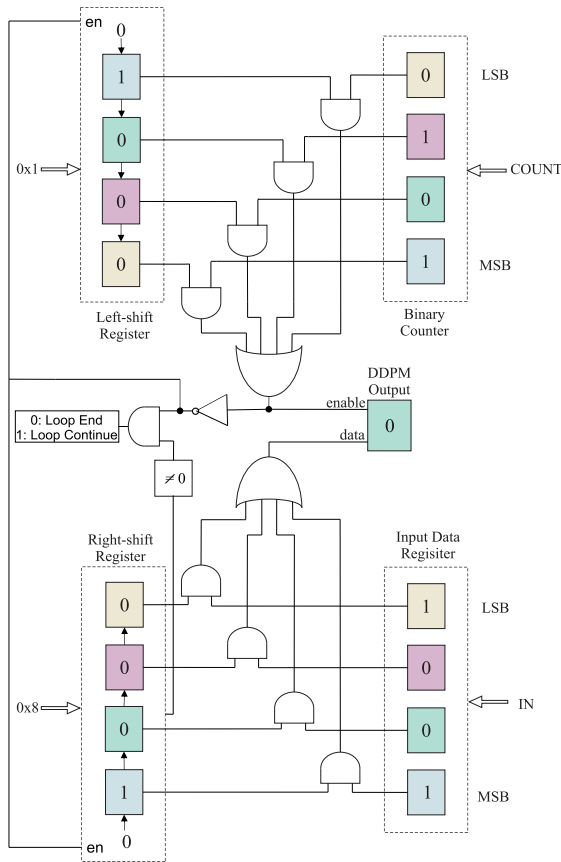 en
0
1
0
LSB
0
1
0x1
COUNT
0
0
0
1
MSB
Left-shift
Register
Binary
Counter
DDPM
Output
enable
0: Loop End
1: Loop Continue
0
data
≠0
Right-shift
Register
Input Data
Regisiter
0
1
LSB
0
0
0x8
IN
0
0
1
1
MSB
en
0